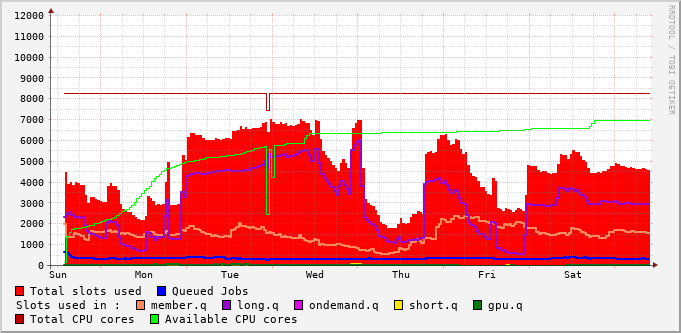 12000
11000
10000
9000
8000
7000
6000
5000
4000
3000
2000
1000
0
Sun Mon Tue Wed Thu Fri Sat
RRDTOOL / TOBI OETIKER
Total slots used Queued Jobs
Slots used in : member.q long.q ondemand.q short.q gpu.q
Total CPU cores Available CPU cores